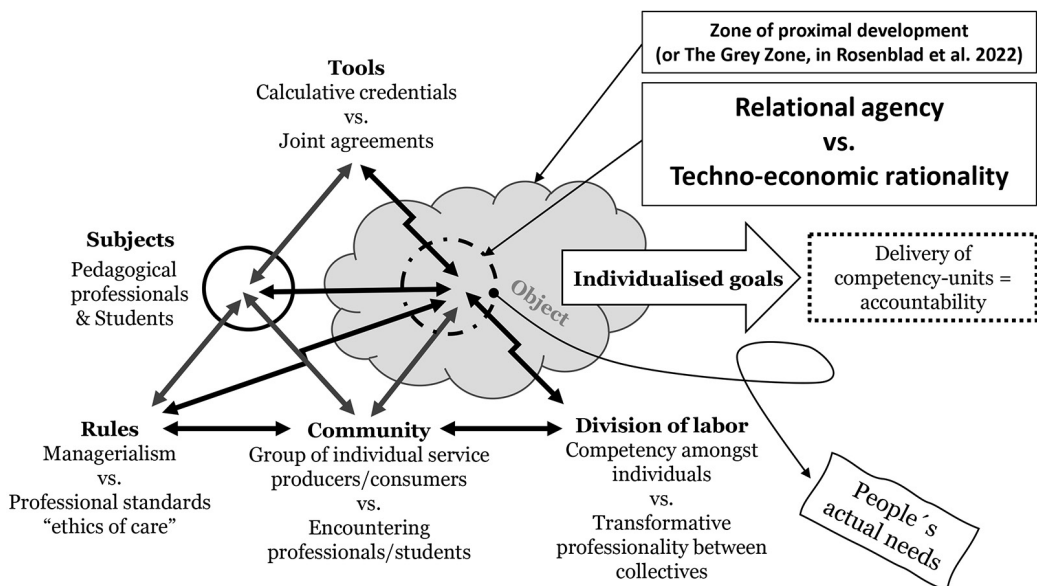 Zone of proximal development
(or The Grey Zone, in Rosenblad et al. 2022)
Relational agency
vs.
Techno-economic rationality
Tools
Calculative credentials
vs.
Joint agreements
Subjects
Pedagogical
professionals
& Students
Object
Individualised goals
Delivery of
competency-units =
accountability
Rules
Managerialism
vs.
Professional standards
“ethics of care”
Community
Group of individual service
producers/consumers
vs.
Encountering
professionals/students
Division of labor
Competency amongst
individuals
vs.
Transformative
professionality between
collectives
People´s
actual needs